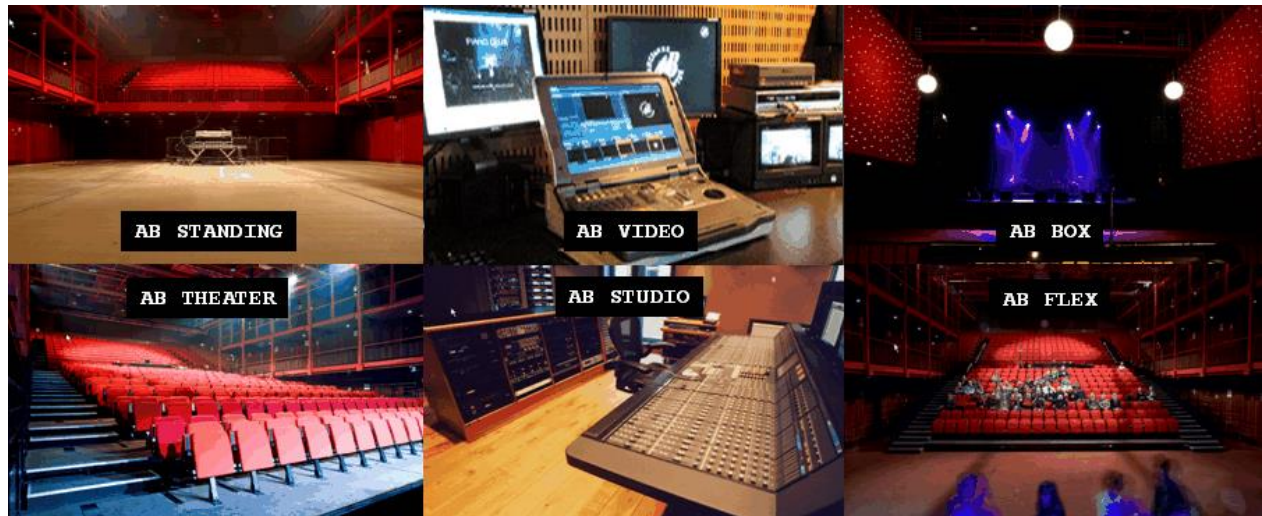 AB STANDING
AB VIDEO
AB BOX
AB THEATER
AB STUDIO
AB FLEX